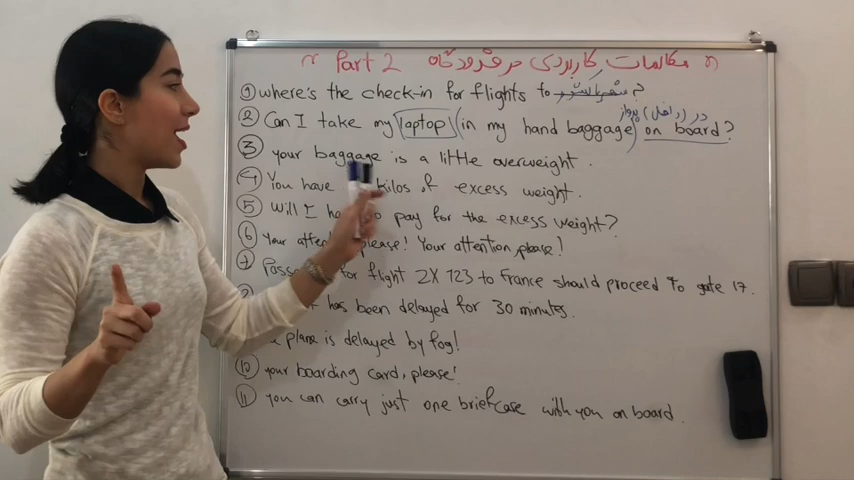 ~ Part 2 مکالمات کاربردی در فرودگاه ~
① where's the check-in for flights to ?
در (داخل) پرواز
② Can I take my (laptop) in my hand baggage on board?
③ your baggage is a little overweight.
④ You have kilos of excess weight.
⑤ Will I to pay for the excess weight?
⑥ Your please! Your attention, please!
⑦ for flight ZX 723 to France should proceed to gate 17.
has been delayed for 30 minutes.
plane is delayed by fog!
⑩ your boarding card, please!
⑪ you can carry just one briefcase with you on board.